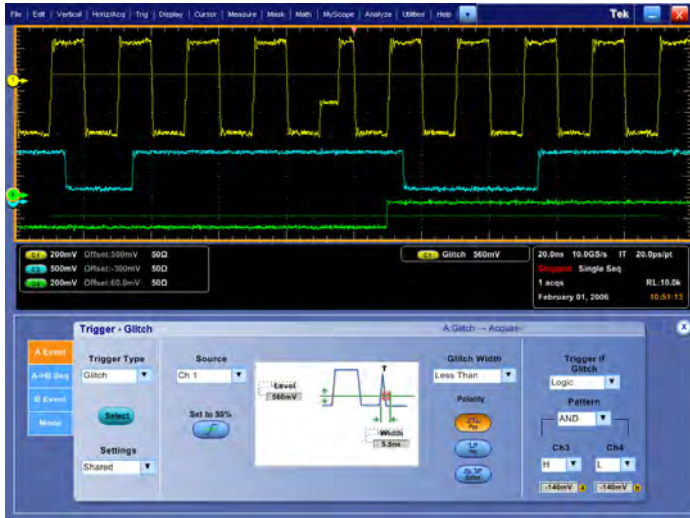 File | Edit | Vertical | Horiz/Acq | Trig | Display | Cursor | Measure | Mask | Math | MyScope | Analyze | Utilities | Help
Tek
C1 200mV Offset:500mV 50Ω
C3 500mV Offset:-300mV 50Ω
C4 200mV Offset:60.0mV 50Ω
C1 Glitch 560mV
20.0ns 10.0GS/s IT 20.0ps/pt
Stopped Single Seq
1 acqs RL:10.0k
February 01, 2006 10:51:13
Trigger - Glitch
A:Glitch → Acquire
A Event
A->B Seq
B Event
Mode
Trigger Type
Glitch
Select
Settings
Shared
Source
Ch 1
Set to 50%
Level
560mV
T
Width
5.5ns
Glitch Width
Less Than
Polarity
Pos
Neg
Either
Trigger if
Glitch
Logic
Pattern
AND
Ch3 Ch4
H L
-140mV -140mV